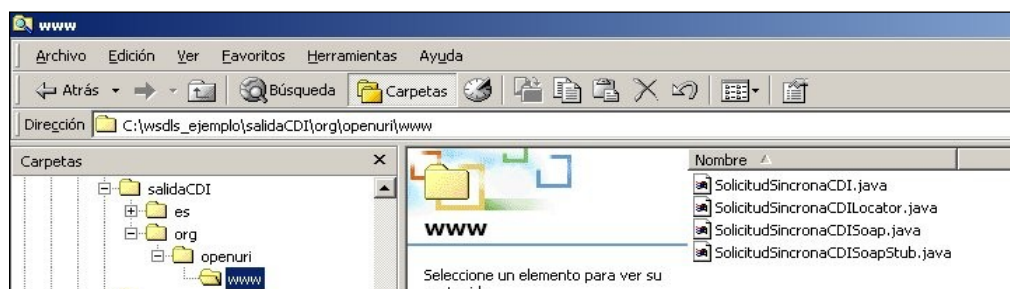 www
Archivo Edición Ver Favoritos Herramientas Ayuda
Atrás Búsqueda Carpetas
Dirección C:\wsdls_ejemplo\salidaCDI\org\openuri\www
Carpetas
salidaCDI
es
org
openuri
www
www
Seleccione un elemento para ver su
Nombre
SolicitudSincronaCDI.java
SolicitudSincronaCDILocator.java
SolicitudSincronaCDISoap.java
SolicitudSincronaCDISoapStub.java